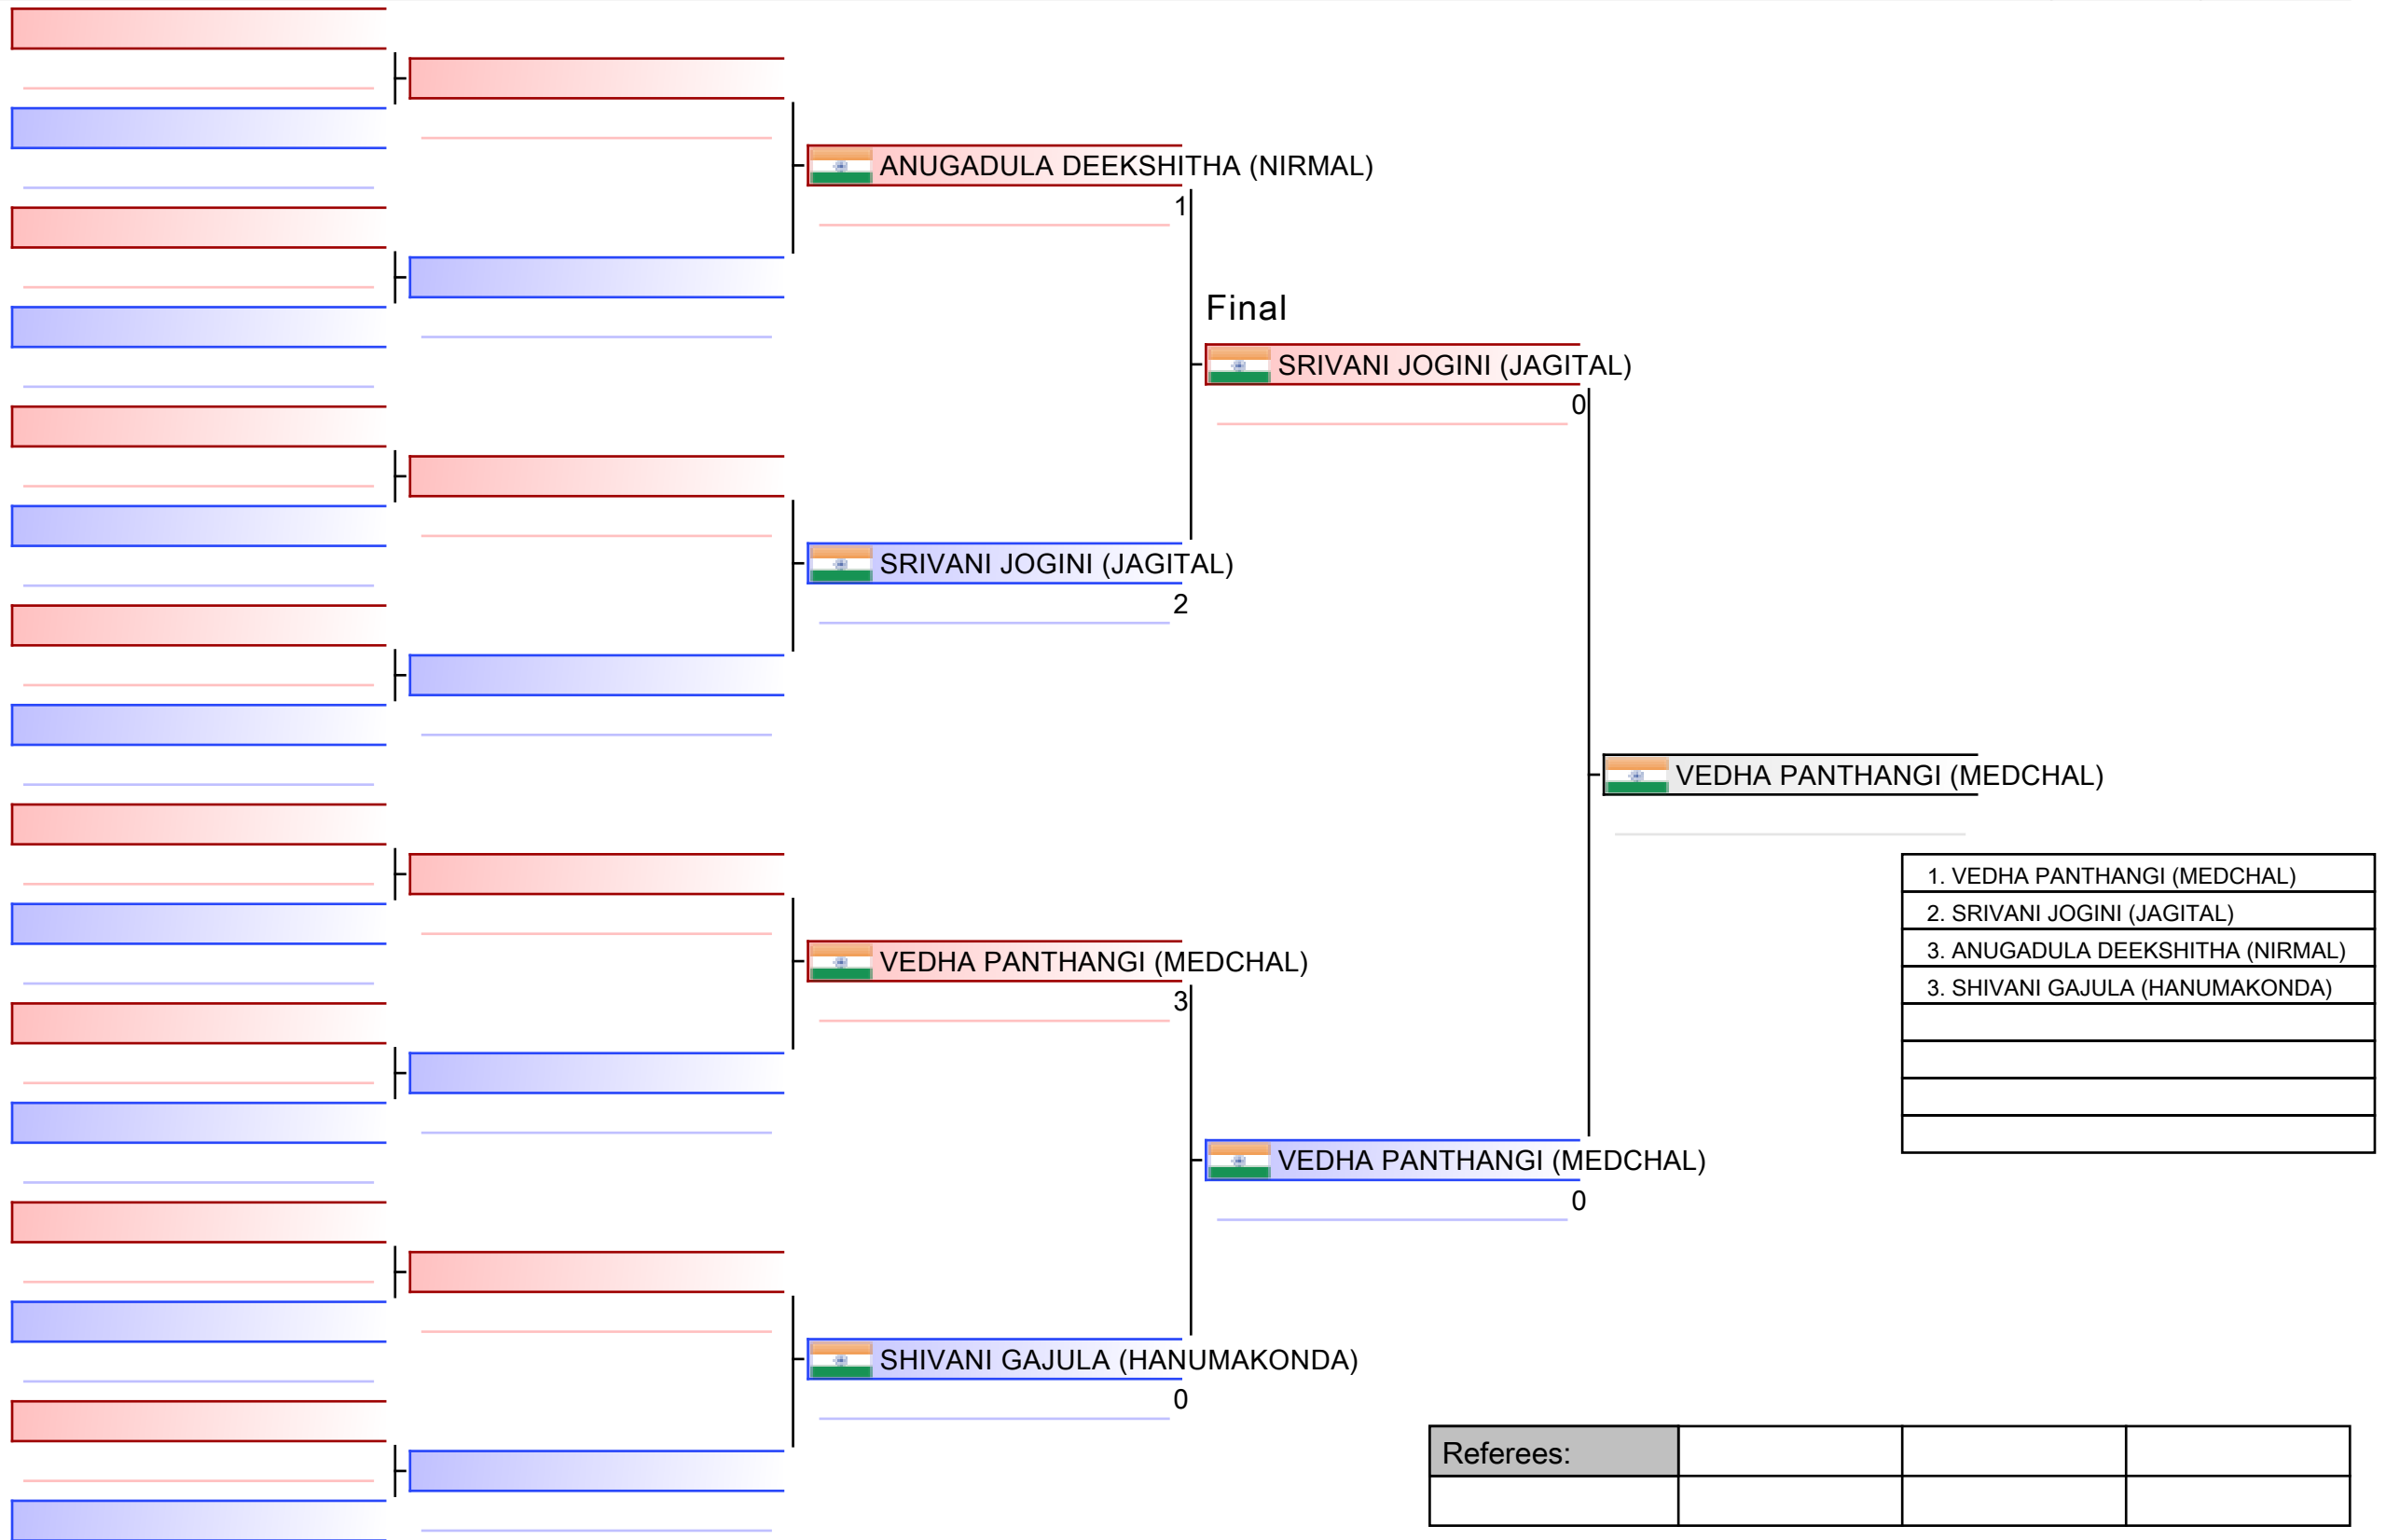 ANUGADULA DEEKSHITHA (NIRMAL)
1
Final
SRIVANI JOGINI (JAGITAL)
0
SRIVANI JOGINI (JAGITAL)
2
VEDHA PANTHANGI (MEDCHAL)
1. VEDHA PANTHANGI (MEDCHAL)
2. SRIVANI JOGINI (JAGITAL)
3. ANUGADULA DEEKSHITHA (NIRMAL)
3. SHIVANI GAJULA (HANUMAKONDA)
VEDHA PANTHANGI (MEDCHAL)
3
VEDHA PANTHANGI (MEDCHAL)
0
SHIVANI GAJULA (HANUMAKONDA)
0
Referees: